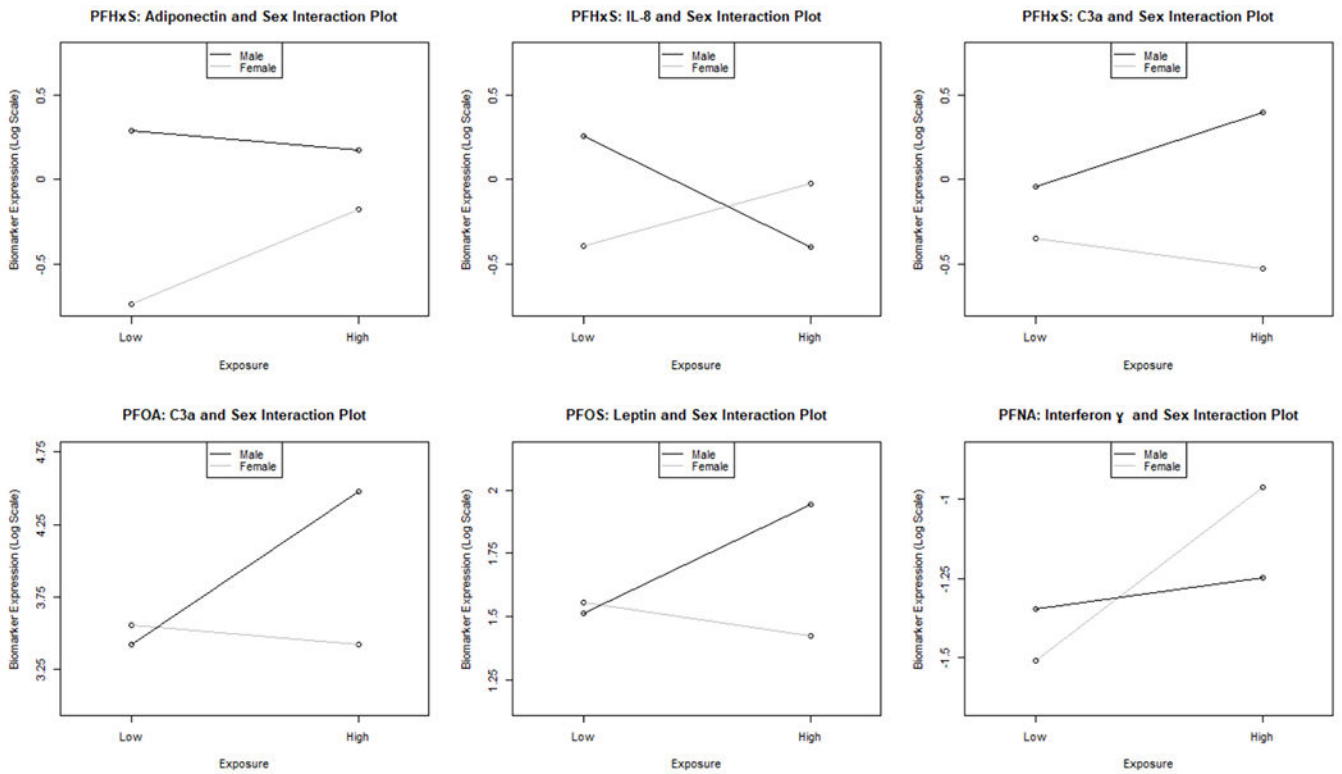 PFHxS: Adiponectin and Sex Interaction Plot
Male
Female
Biomarker Expression (Log Scale)
0.5
0
-0.5
Low
High
Exposure
PFHxS: IL-8 and Sex Interaction Plot
Male
Female
Biomarker Expression (Log Scale)
0.5
0
-0.5
Low
High
Exposure
PFHxS: C3a and Sex Interaction Plot
Male
Female
Biomarker Expression (Log Scale)
0.5
0
-0.5
Low
High
Exposure
PFOA: C3a and Sex Interaction Plot
Male
Female
Biomarker Expression (Log Scale)
4.75
4.25
3.75
3.25
Low
High
Exposure
PFOS: Leptin and Sex Interaction Plot
Male
Female
Biomarker Expression (Log Scale)
2
1.75
1.5
1.25
Low
High
Exposure
PFNA: Interferon ɣ and Sex Interaction Plot
Male
Female
Biomarker Expression (Log Scale)
-1
-1.25
-1.5
Low
High
Exposure